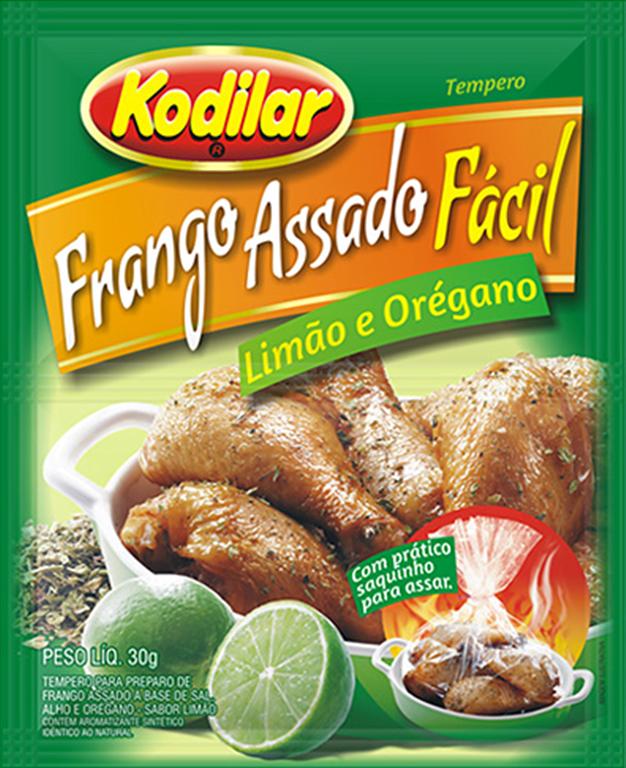 Kodilar
®
Tempero
Frango Assado Fácil
Limão e Orégano
Com prático
saquinho
para assar.
PESO LÍQ. 30g
TEMPERO PARA PREPARO DE
FRANGO ASSADO A BASE DE SAL,
ALHO E ORÉGANO - SABOR LIMÃO
CONTÉM AROMATIZANTE SINTÉTICO
IDÊNTICO AO NATURAL